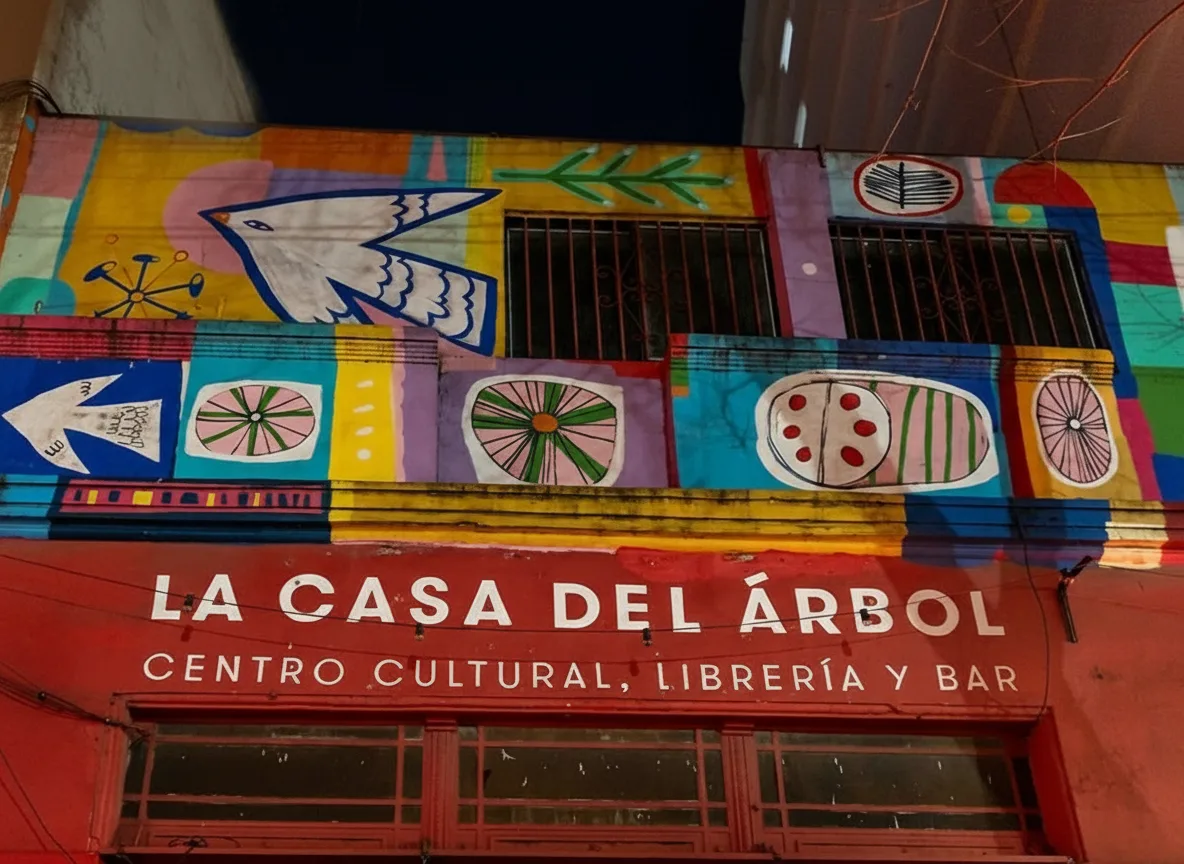 LA CASA DEL ÁRBOL
CENTRO CULTURAL, LIBRERÍA Y BAR